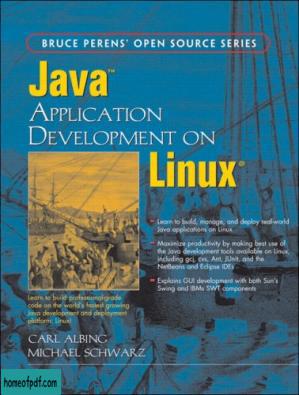 BRUCE PERENS' OPEN SOURCE SERIES
Java™
APPLICATION
DEVELOPMENT ON
Linux®
Learn to build, manage, and deploy real-world
Java applications on Linux
Maximize productivity by making best use of
the Java development tools available on Linux,
including gcj, cvs, Ant, JUnit, and the
NetBeans and Eclipse IDEs
Explains GUI development with both Sun's
Swing and IBMs SWT components
Learn to build professional-grade
code on the world's fastest growing
Java development and deployment
platform: Linux!
CARL ALBING
MICHAEL SCHWARZ
homeofpdf.com